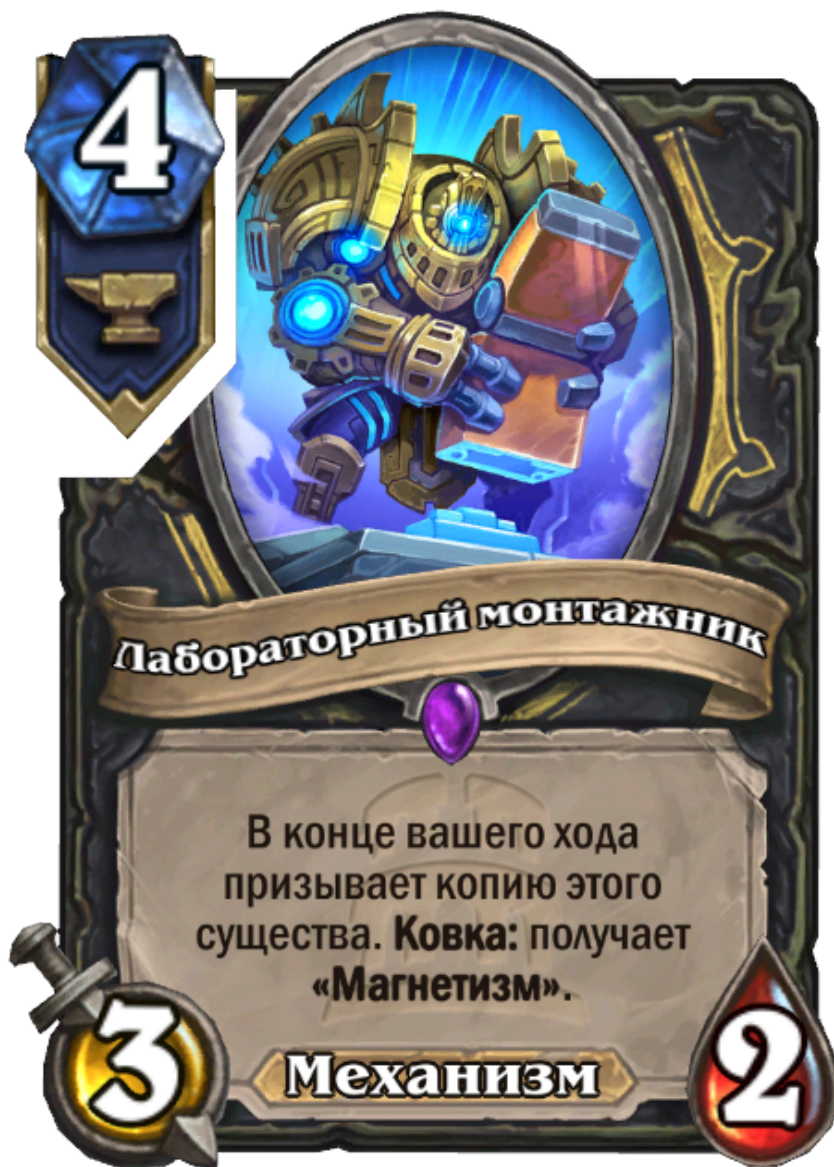 4
Лабораторный монтажник
В конце вашего хода
призывает копию этого
существа. Ковка: получает
«Магнетизм».
3
Механизм
2